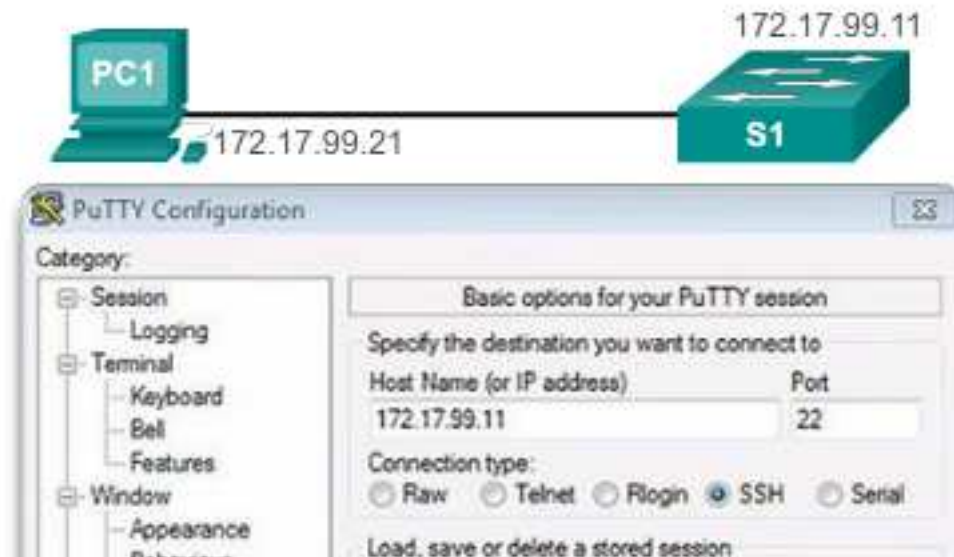 172.17.99.11
PC1
S1
172.17.99.21
PuTTY Configuration
Category:
Session
Logging
Terminal
Keyboard
Bell
Features
Window
Appearance
Basic options for your PuTTY session
Specify the destination you want to connect to
Host Name (or IP address) Port
172.17.99.11 22
Connection type:
Raw Telnet Rlogin SSH Serial
Load, save or delete a stored session